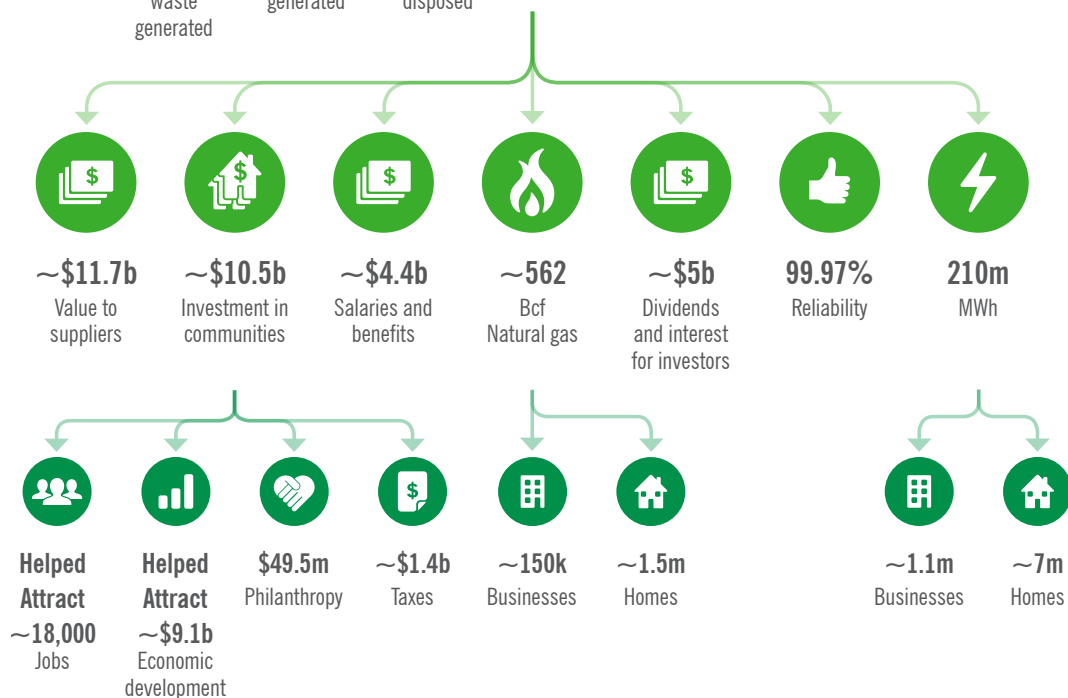 waste
generated
generated
disposed
$
~$11.7b
Value to
suppliers
$
~$10.5b
Investment in
communities
$
~$4.4b
Salaries and
benefits
~562
Bcf
Natural gas
$
~$5b
Dividends
and interest
for investors
99.97%
Reliability
210m
MWh
Helped
Attract
~18,000
Jobs
Helped
Attract
~$9.1b
Economic
development
$49.5m
Philanthropy
$
~$1.4b
Taxes
~150k
Businesses
~1.5m
Homes
~1.1m
Businesses
~7m
Homes